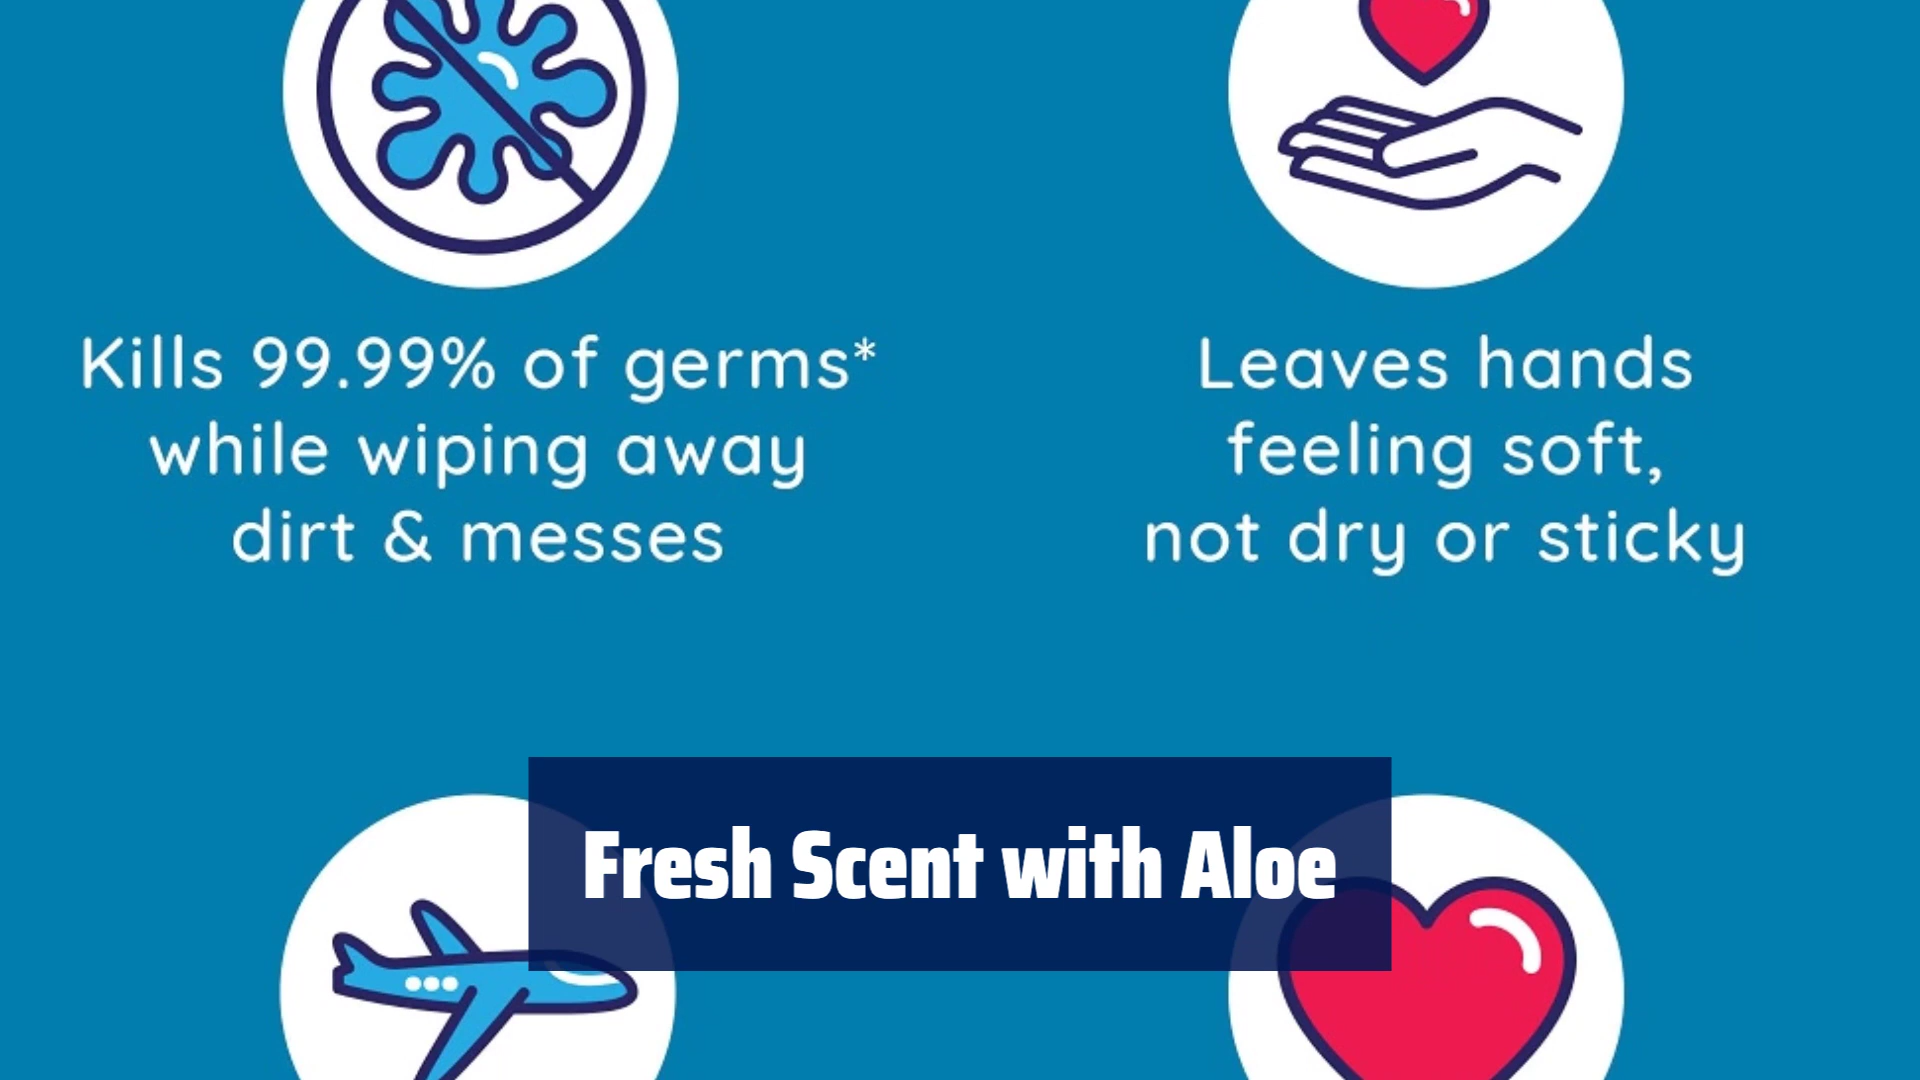 Kills 99.99% of germs*
while wiping away
dirt & messes
Leaves hands
feeling soft,
not dry or sticky
Fresh Scent with Aloe